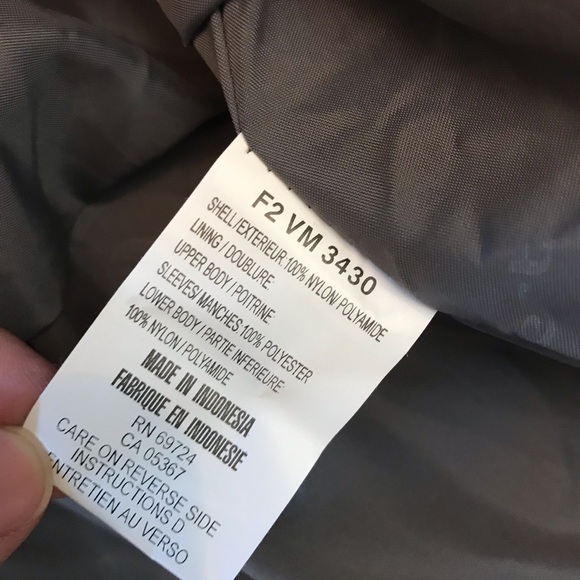 F2 VM 3430
SHELL/EXTERIEUR: 100% NYLON/POLYAMIDE
LINING / DOUBLURE:
UPPER BODY / POITRINE:
SLEEVES/MANCHES: 100% POLYESTER
LOWER BODY / PARTIE INFERIEURE:
100% NYLON / POLYAMIDE
MADE IN INDONESIA
FABRIQUE EN INDONESIE
RN 69724
CA 05367
CARE ON REVERSE SIDE
INSTRUCTIONS D
ENTRETIEN AU VERSO